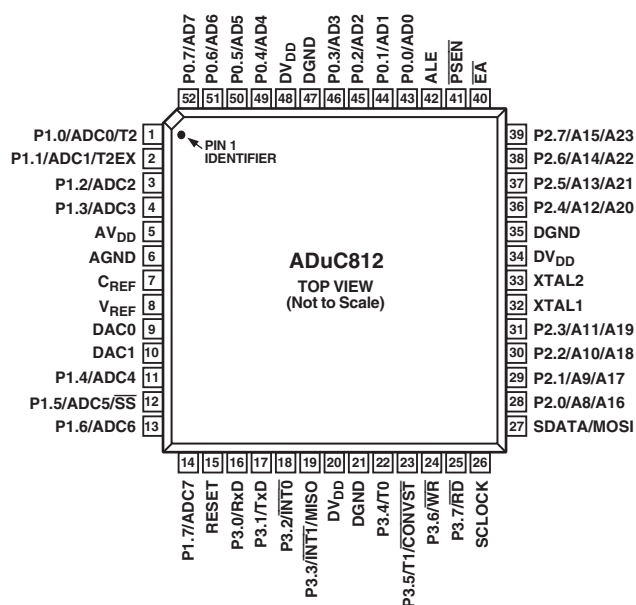 P0.7/AD7
P0.6/AD6
P0.5/AD5
P0.4/AD4
DVDD
DGND
P0.3/AD3
P0.2/AD2
P0.1/AD1
P0.0/AD0
ALE
PSEN
EA
52 51 50 49 48 47 46 45 44 43 42 41 40
P1.0/ADC0/T2 1
P1.1/ADC1/T2EX 2
P1.2/ADC2 3
P1.3/ADC3 4
AVDD 5
AGND 6
CREF 7
VREF 8
DAC0 9
DAC1 10
P1.4/ADC4 11
P1.5/ADC5/SS 12
P1.6/ADC6 13
PIN 1
IDENTIFIER
ADuC812
TOP VIEW
(Not to Scale)
39 P2.7/A15/A23
38 P2.6/A14/A22
37 P2.5/A13/A21
36 P2.4/A12/A20
35 DGND
34 DVDD
33 XTAL2
32 XTAL1
31 P2.3/A11/A19
30 P2.2/A10/A18
29 P2.1/A9/A17
28 P2.0/A8/A16
27 SDATA/MOSI
14 15 16 17 18 19 20 21 22 23 24 25 26
P1.7/ADC7
RESET
P3.0/RxD
P3.1/TxD
P3.2/INT0
P3.3/INT1/MISO
DVDD
DGND
P3.4/T0
P3.5/T1/CONVST
P3.6/WR
P3.7/RD
SCLOCK